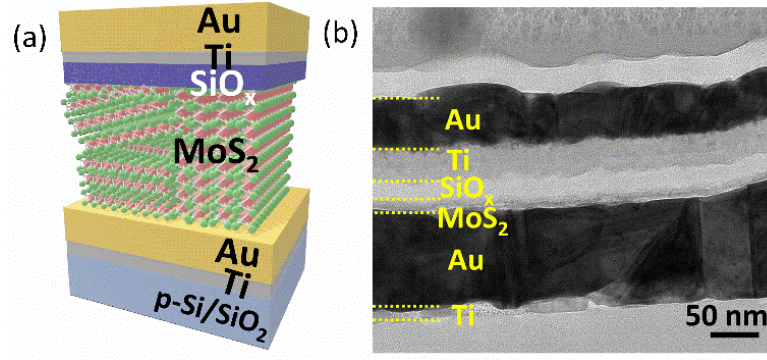 (a)
Au
Ti
SiOₓ
MoS₂
Au
Ti
p-Si/SiO₂
(b)
Au
Ti
SiOₓ
MoS₂
Au
Ti
50 nm